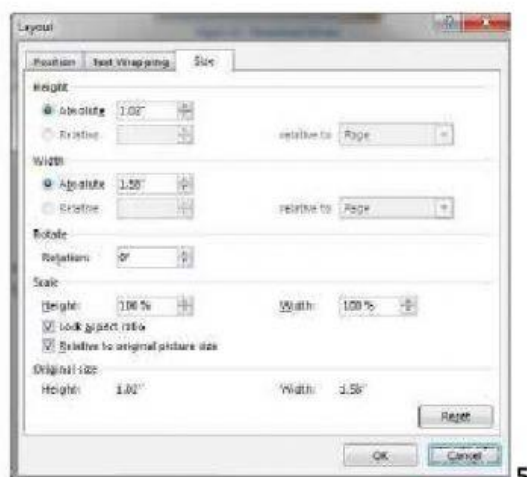 Layout
Position Text Wrapping Size
Height
Absolute 1.02"
Relative relative to Page
Width
Absolute 1.58"
Relative relative to Page
Rotate
Rotation: 0°
Scale
Height: 100 % Width: 100 %
Lock aspect ratio
Relative to original picture size
Original size
Height: 1.02" Width: 1.58"
Reset
OK Cancel